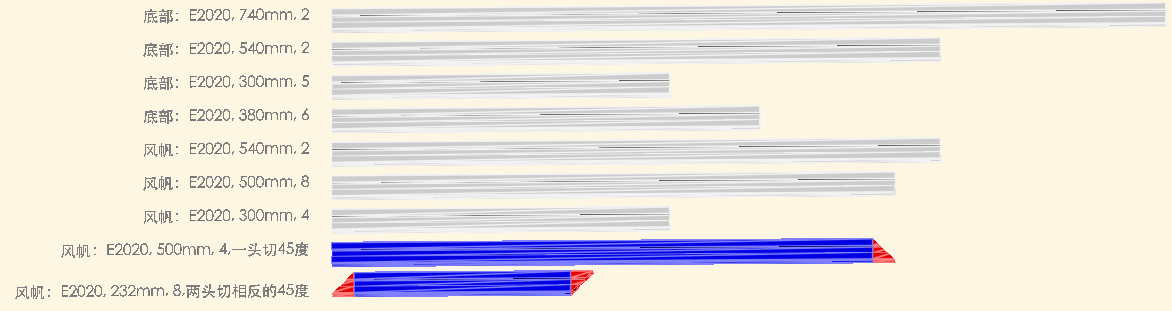 底部：E2020, 740mm, 2
底部：E2020, 540mm, 2
底部：E2020, 300mm, 5
底部：E2020, 380mm, 6
风帆：E2020, 540mm, 2
风帆：E2020, 500mm, 8
风帆：E2020, 300mm, 4
风帆：E2020, 500mm, 4,一头切45度
风帆：E2020, 232mm, 8,两头切相反的45度